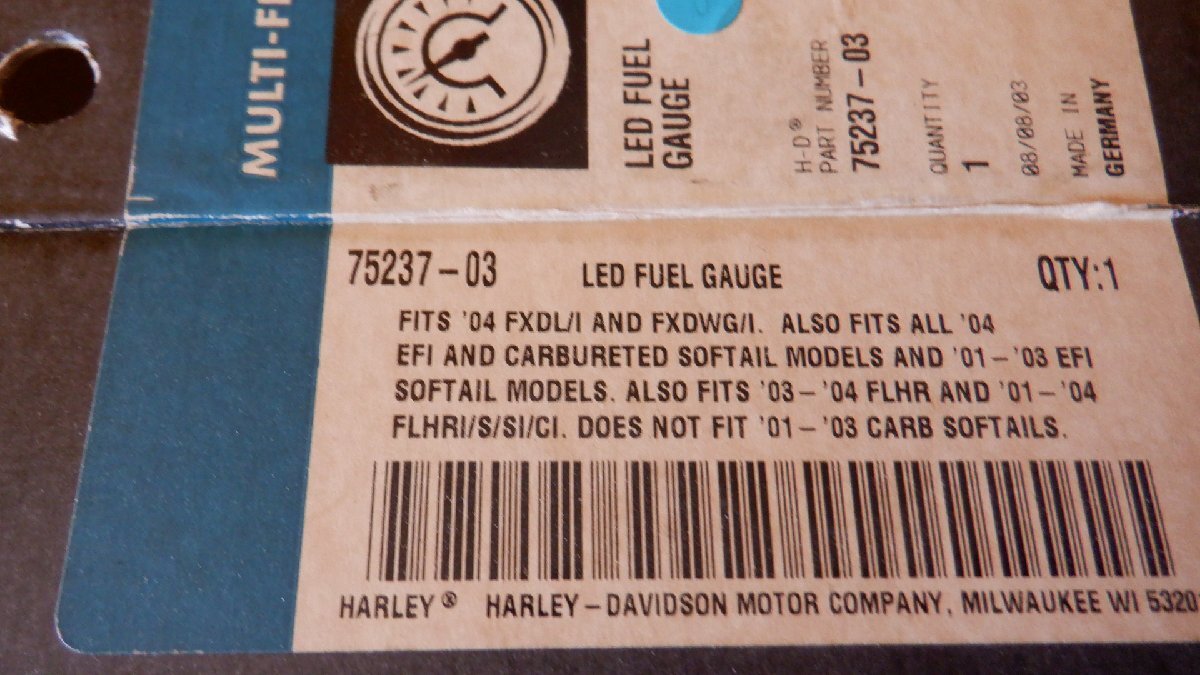 MULTI-
LED FUEL
GAUGE
H-D®
PART NUMBER
75237-03
QUANTITY
1
08/08/03
MADE IN
GERMANY
75237-03 LED FUEL GAUGE QTY:1
FITS '04 FXDL/I AND FXDWG/I. ALSO FITS ALL '04
EFI AND CARBURETED SOFTAIL MODELS AND '01-'03 EFI
SOFTAIL MODELS. ALSO FITS '03-'04 FLHR AND '01-'04
FLHRI/S/SI/CI. DOES NOT FIT '01-'03 CARB SOFTAILS.
HARLEY® HARLEY-DAVIDSON MOTOR COMPANY, MILWAUKEE WI 5320